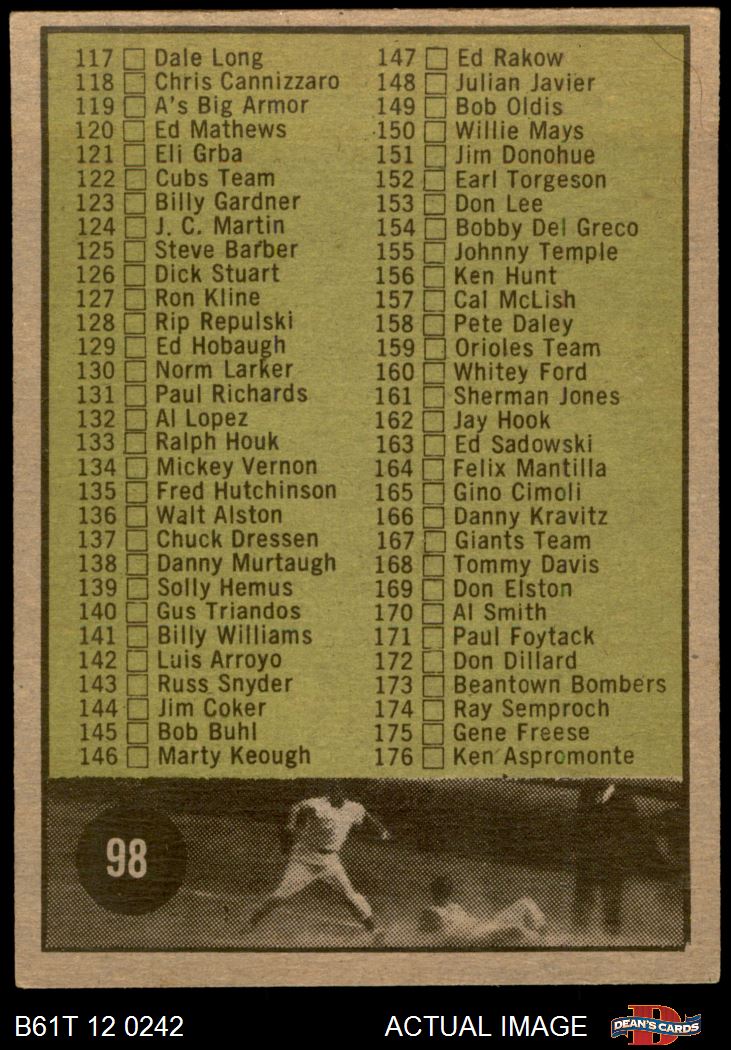 117 Dale Long
118 Chris Cannizzaro
119 A's Big Armor
120 Ed Mathews
121 Eli Grba
122 Cubs Team
123 Billy Gardner
124 J. C. Martin
125 Steve Barber
126 Dick Stuart
127 Ron Kline
128 Rip Repulski
129 Ed Hobaugh
130 Norm Larker
131 Paul Richards
132 Al Lopez
133 Ralph Houk
134 Mickey Vernon
135 Fred Hutchinson
136 Walt Alston
137 Chuck Dressen
138 Danny Murtaugh
139 Solly Hemus
140 Gus Triandos
141 Billy Williams
142 Luis Arroyo
143 Russ Snyder
144 Jim Coker
145 Bob Buhl
146 Marty Keough
147 Ed Rakow
148 Julian Javier
149 Bob Oldis
150 Willie Mays
151 Jim Donohue
152 Earl Torgeson
153 Don Lee
154 Bobby Del Greco
155 Johnny Temple
156 Ken Hunt
157 Cal McLish
158 Pete Daley
159 Orioles Team
160 Whitey Ford
161 Sherman Jones
162 Jay Hook
163 Ed Sadowski
164 Felix Mantilla
165 Gino Cimoli
166 Danny Kravitz
167 Giants Team
168 Tommy Davis
169 Don Elston
170 Al Smith
171 Paul Foytack
172 Don Dillard
173 Beantown Bombers
174 Ray Semproch
175 Gene Freese
176 Ken Aspromonte
98
B61T 12 0242
ACTUAL IMAGE
D
DEAN'S CARDS